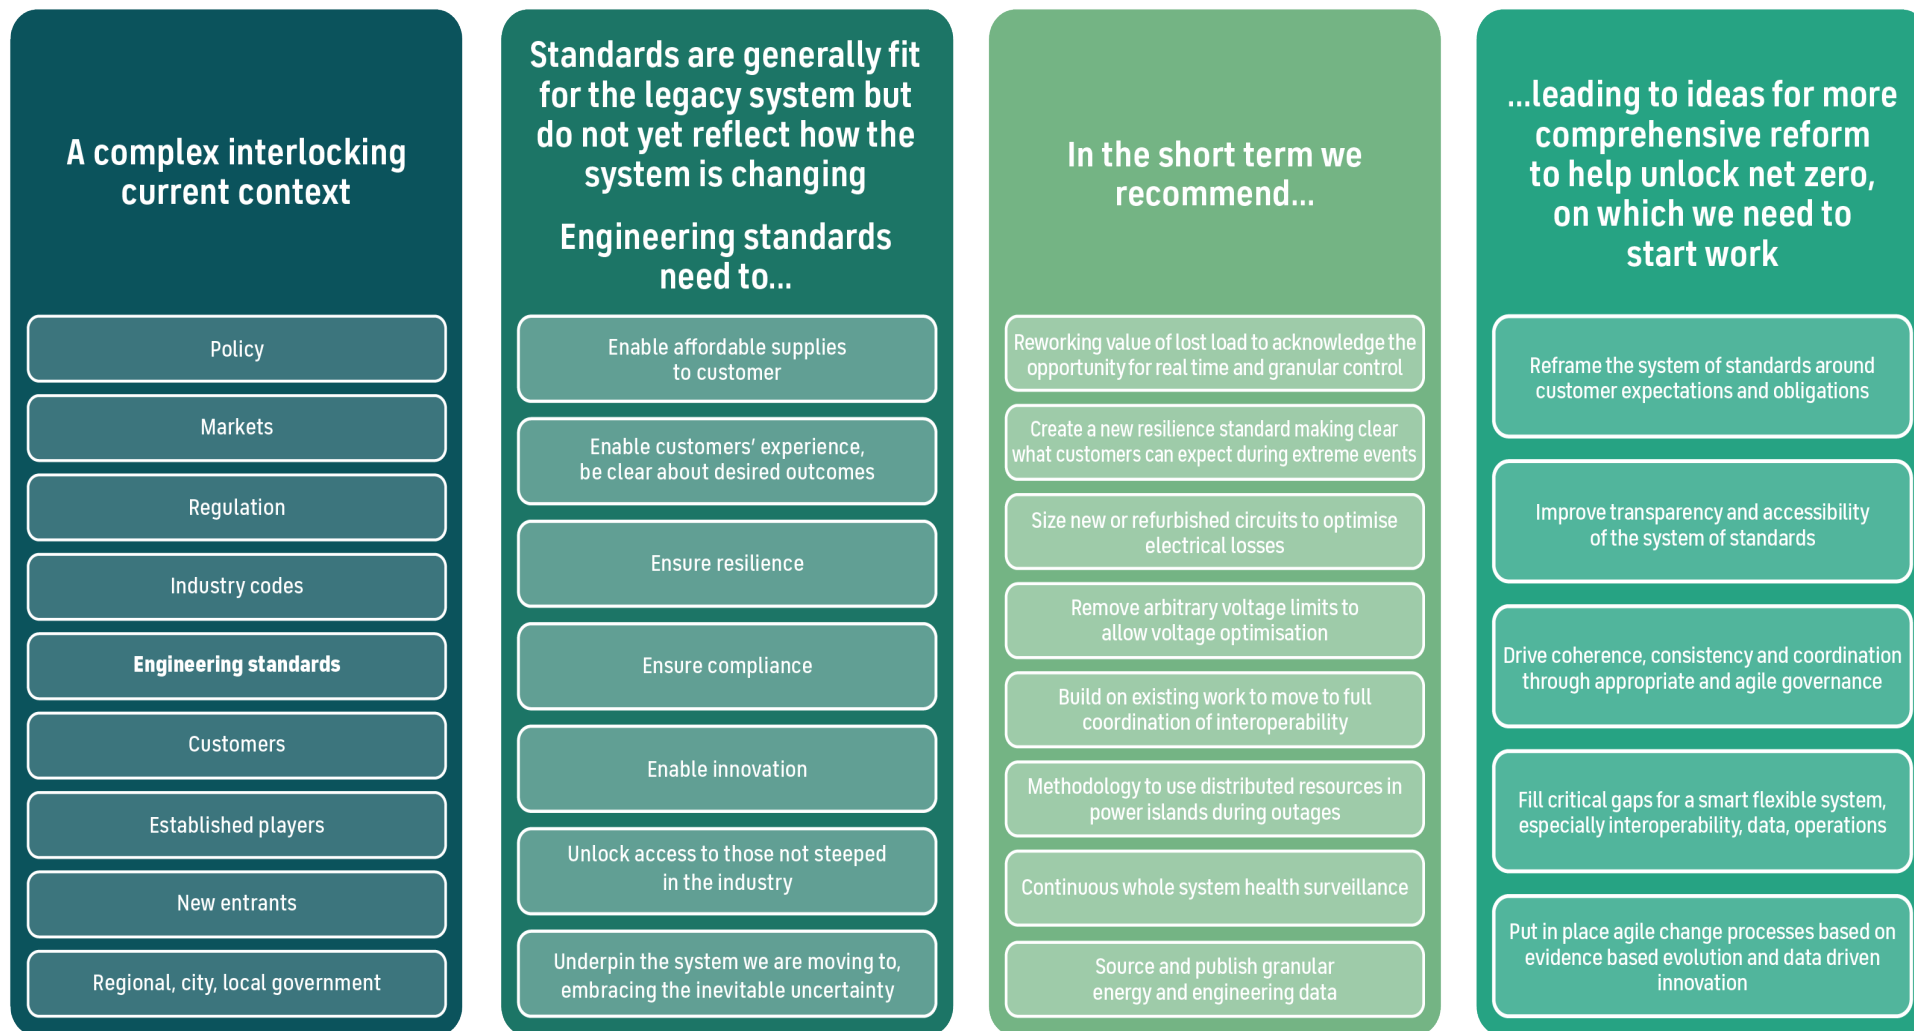 A complex interlocking
current context
Policy
Markets
Regulation
Industry codes
Engineering standards
Customers
Established players
New entrants
Regional, city, local government
Standards are generally fit
for the legacy system but
do not yet reflect how the
system is changing
Engineering standards
need to...
Enable affordable supplies
to customer
Enable customers’ experience,
be clear about desired outcomes
Ensure resilience
Ensure compliance
Enable innovation
Unlock access to those not steeped
in the industry
Underpin the system we are moving to,
embracing the inevitable uncertainty
In the short term we
recommend...
Reworking value of lost load to acknowledge the
opportunity for real time and granular control
Create a new resilience standard making clear
what customers can expect during extreme events
Size new or refurbished circuits to optimise
electrical losses
Remove arbitrary voltage limits to
allow voltage optimisation
Build on existing work to move to full
coordination of interoperability
Methodology to use distributed resources in
power islands during outages
Continuous whole system health surveillance
Source and publish granular
energy and engineering data
...leading to ideas for more
comprehensive reform
to help unlock net zero,
on which we need to
start work
Reframe the system of standards around
customer expectations and obligations
Improve transparency and accessibility
of the system of standards
Drive coherence, consistency and coordination
through appropriate and agile governance
Fill critical gaps for a smart flexible system,
especially interoperability, data, operations
Put in place agile change processes based on
evidence based evolution and data driven
innovation